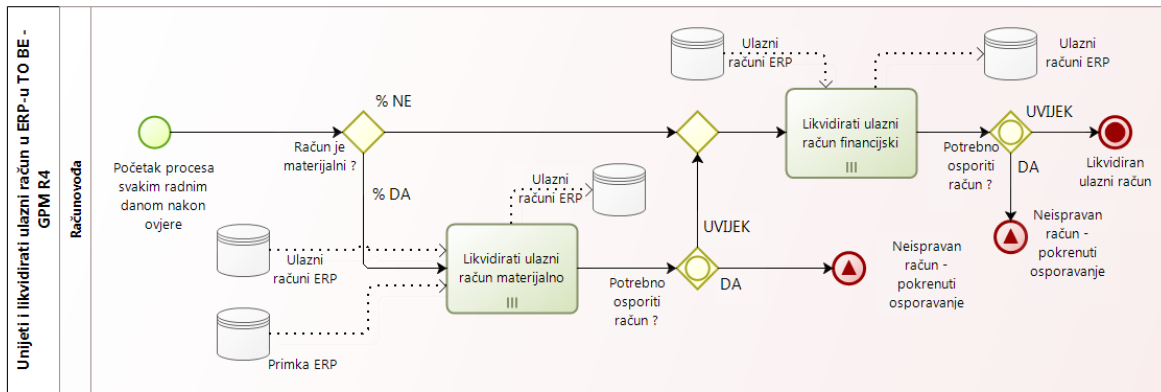 Unijeti i likvidirati ulazni račun u ERP-u TO BE -
GPM R4
Računovođa
Početak procesa
svakim radnim
danom nakon
ovjere
Račun je
materijalni ?
% NE
% DA
Ulazni
računi ERP
Primka ERP
Ulazni
računi ERP
Likvidirati ulazni
račun materijalno
Potrebno
osporiti
račun ?
UVIJEK
DA
Neispravan
račun -
pokrenuti
osporavanje
Ulazni
računi ERP
Likvidirati ulazni
račun financijski
Ulazni
računi ERP
Potrebno
osporiti
račun ?
UVIJEK
DA
Likvidiran
ulazni račun
Neispravan
račun -
pokrenuti
osporavanje